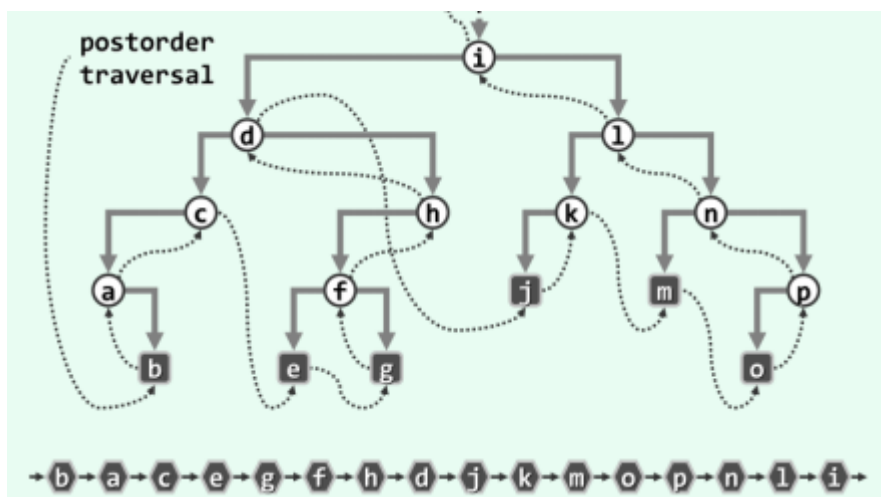 postorder
traversal
i
d l
c h k n
a f j m p
b e g o
b a c e g f h d j k m o p n l i